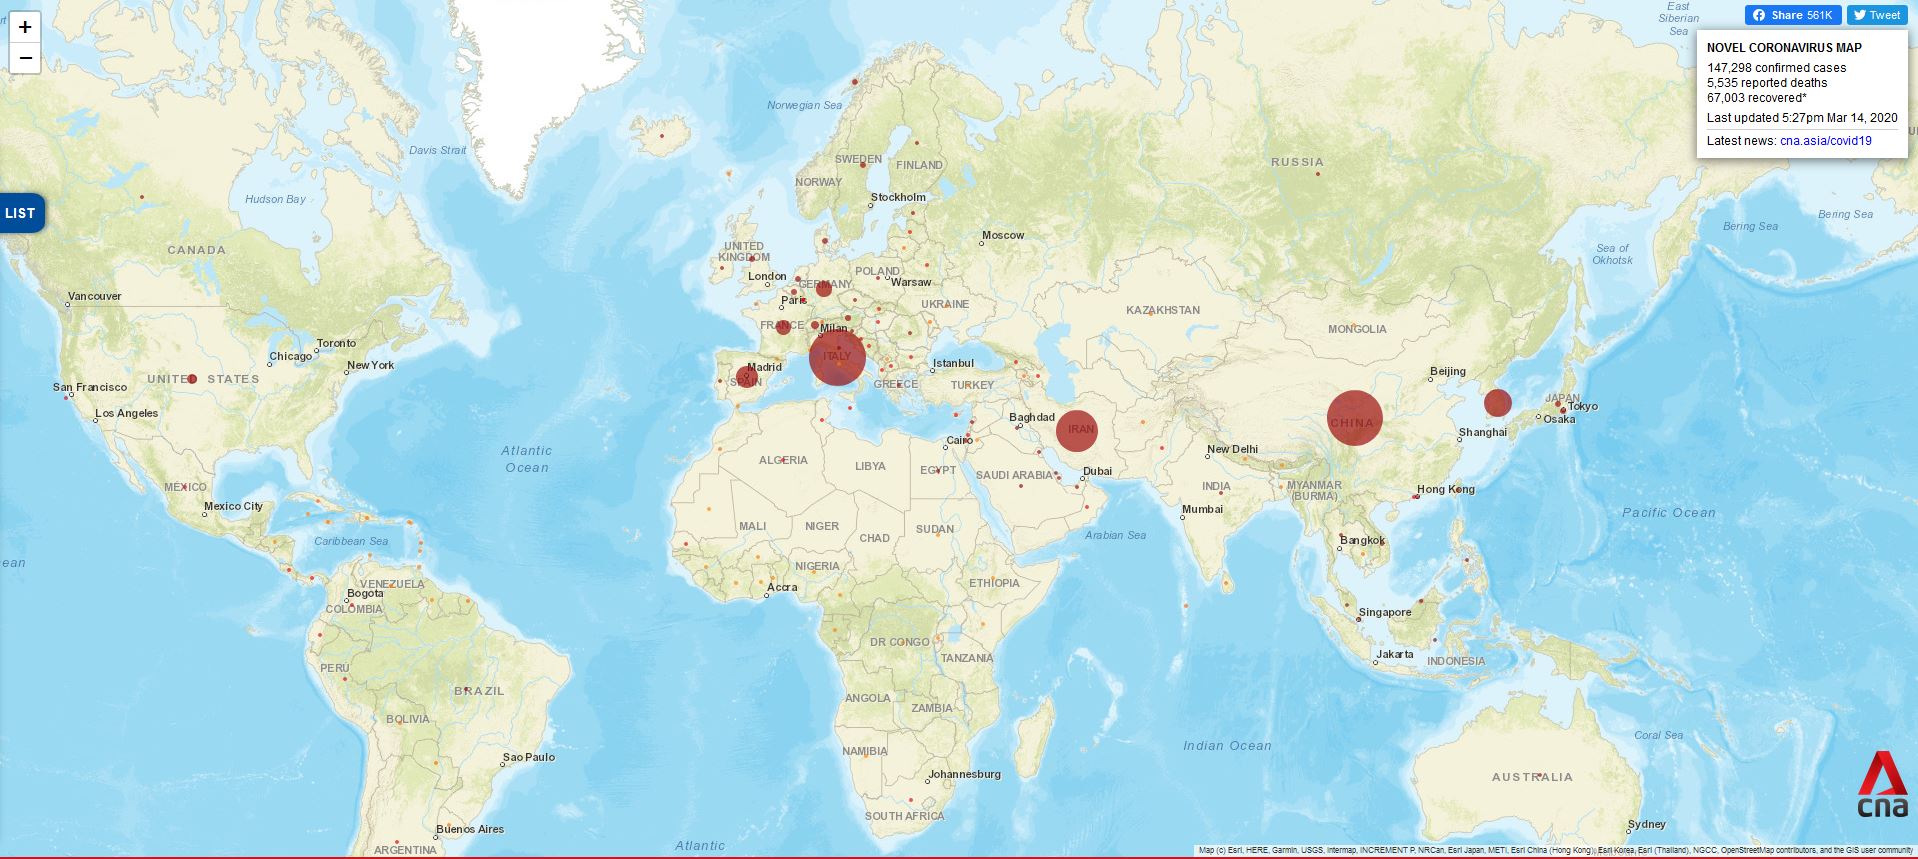 East
Siberian
Sea
Share 561K
Tweet
+
−
NOVEL CORONAVIRUS MAP
147,298 confirmed cases
5,535 reported deaths
67,003 recovered*
Last updated 5:27pm Mar 14, 2020
Latest news: cna.asia/covid19
Norwegian Sea
Davis Strait
SWEDEN
FINLAND
RUSSIA
NORWAY
Hudson Bay
Stockholm
LIST
Bering Sea
Bering Sea
Moscow
CANADA
UNITED
KINGDOM
Sea of
Okhotsk
London
POLAND
GERMANY
Warsaw
Vancouver
Paris
UKRAINE
KAZAKHSTAN
FRANCE
Milan
MONGOLIA
Toronto
Chicago
New York
ITALY
Madrid
Istanbul
Beijing
UNITED STATES
SPAIN
GREECE
TURKEY
San Francisco
JAPAN
Tokyo
Los Angeles
Baghdad
IRAN
CHINA
Osaka
Shanghai
Cairo
Atlantic
Ocean
New Delhi
ALGERIA
LIBYA
EGYPT
SAUDI ARABIA
Dubai
MÉXICO
INDIA
MYANMAR
(BURMA)
Hong Kong
Mexico City
Mumbai
Pacific Ocean
MALI
NIGER
SUDAN
CHAD
Arabian Sea
Caribbean Sea
Bangkok
ean
NIGERIA
VENEZUELA
Accra
ETHIOPIA
Bogota
COLOMBIA
Singapore
DR CONGO
TANZANIA
Jakarta
INDONESIA
PERU
BRAZIL
ANGOLA
ZAMBIA
BOLIVIA
Coral Sea
NAMIBIA
Indian Ocean
Sao Paulo
Johannesburg
AUSTRALIA
cna
SOUTH AFRICA
Buenos Aires
Sydney
Atlantic
ARGENTINA
Map (c) Esri, HERE, Garmin, USGS, Intermap, INCREMENT P, NRCan, Esri Japan, METI, Esri China (Hong Kong), Esri Korea, Esri (Thailand), NGCC, OpenStreetMap contributors, and the GIS user community